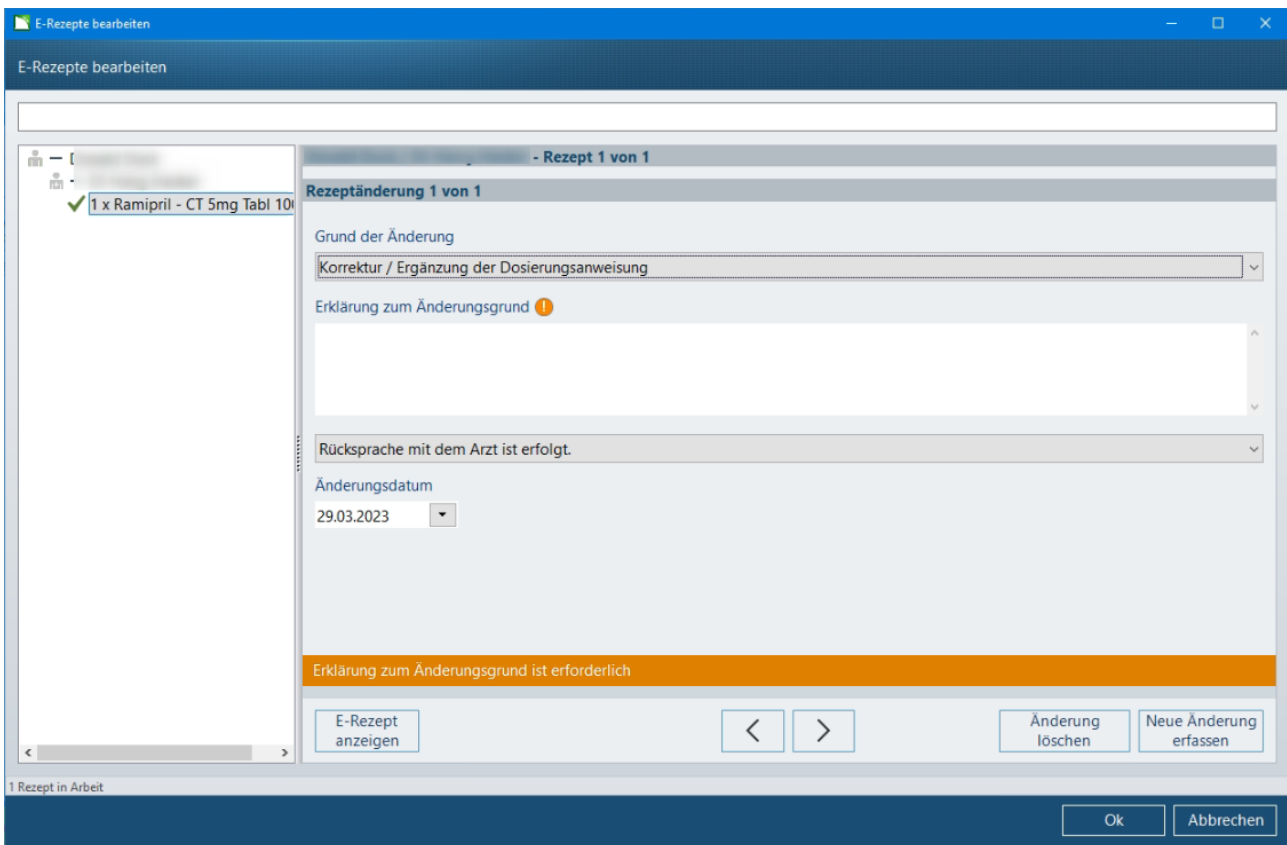 E-Rezepte bearbeiten
E-Rezepte bearbeiten
- Rezept 1 von 1
Rezeptänderung 1 von 1
1 x Ramipril - CT 5mg Tabl 10
Grund der Änderung
Korrektur / Ergänzung der Dosierungsanweisung
Erklärung zum Änderungsgrund
Rücksprache mit dem Arzt ist erfolgt.
Änderungsdatum
29.03.2023
Erklärung zum Änderungsgrund ist erforderlich
E-Rezept
anzeigen
Änderung
löschen
Neue Änderung
erfassen
1 Rezept in Arbeit
Ok
Abbrechen